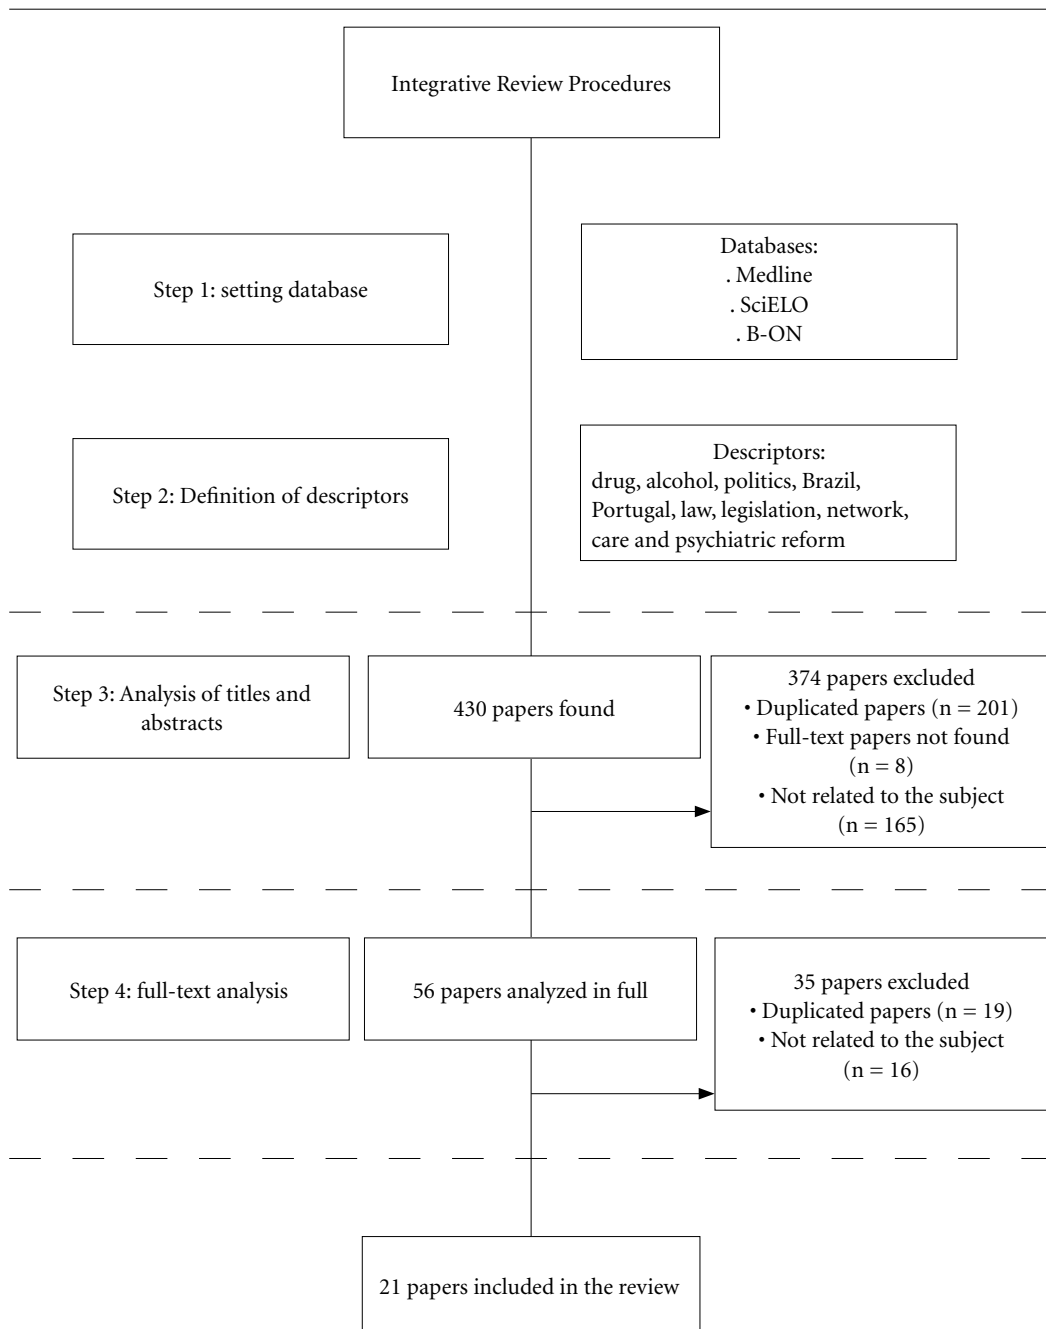 Integrative Review Procedures
Step 1: setting database
Databases:
. Medline
. SciELO
. B-ON
Step 2: Definition of descriptors
Descriptors:
drug, alcohol, politics, Brazil,
Portugal, law, legislation, network,
care and psychiatric reform
Step 3: Analysis of titles and
abstracts
430 papers found
374 papers excluded
• Duplicated papers (n = 201)
• Full-text papers not found
(n = 8)
• Not related to the subject
(n = 165)
Step 4: full-text analysis
56 papers analyzed in full
35 papers excluded
• Duplicated papers (n = 19)
• Not related to the subject
(n = 16)
21 papers included in the review